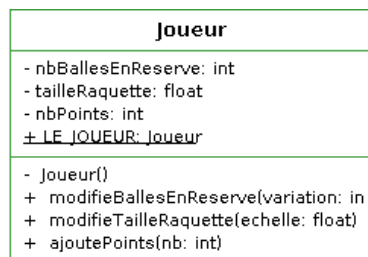 Joueur
- nbBallesEnReserve: int
- tailleRaquette: float
- nbPoints: int
+ LE_JOUEUR: Joueur
- Joueur()
+ modifieBallesEnReserve(variation: in
+ modifieTailleRaquette(echelle: float)
+ ajoutePoints(nb: int)